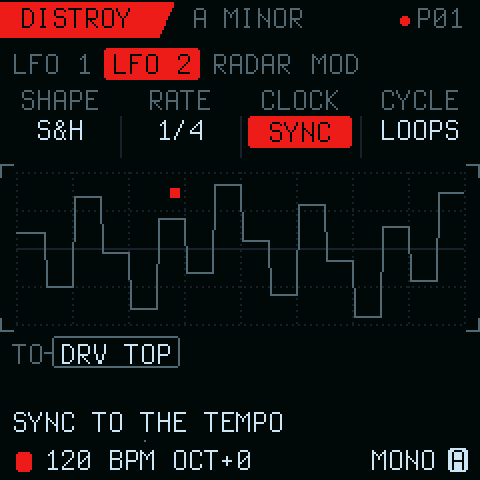 DISTROY A MINOR P01
LFO 1 LFO 2 RADAR MOD
SHAPE RATE CLOCK CYCLE
S&H 1/4 SYNC LOOPS
TO DRV TOP
SYNC TO THE TEMPO
120 BPM OCT+0 MONO A